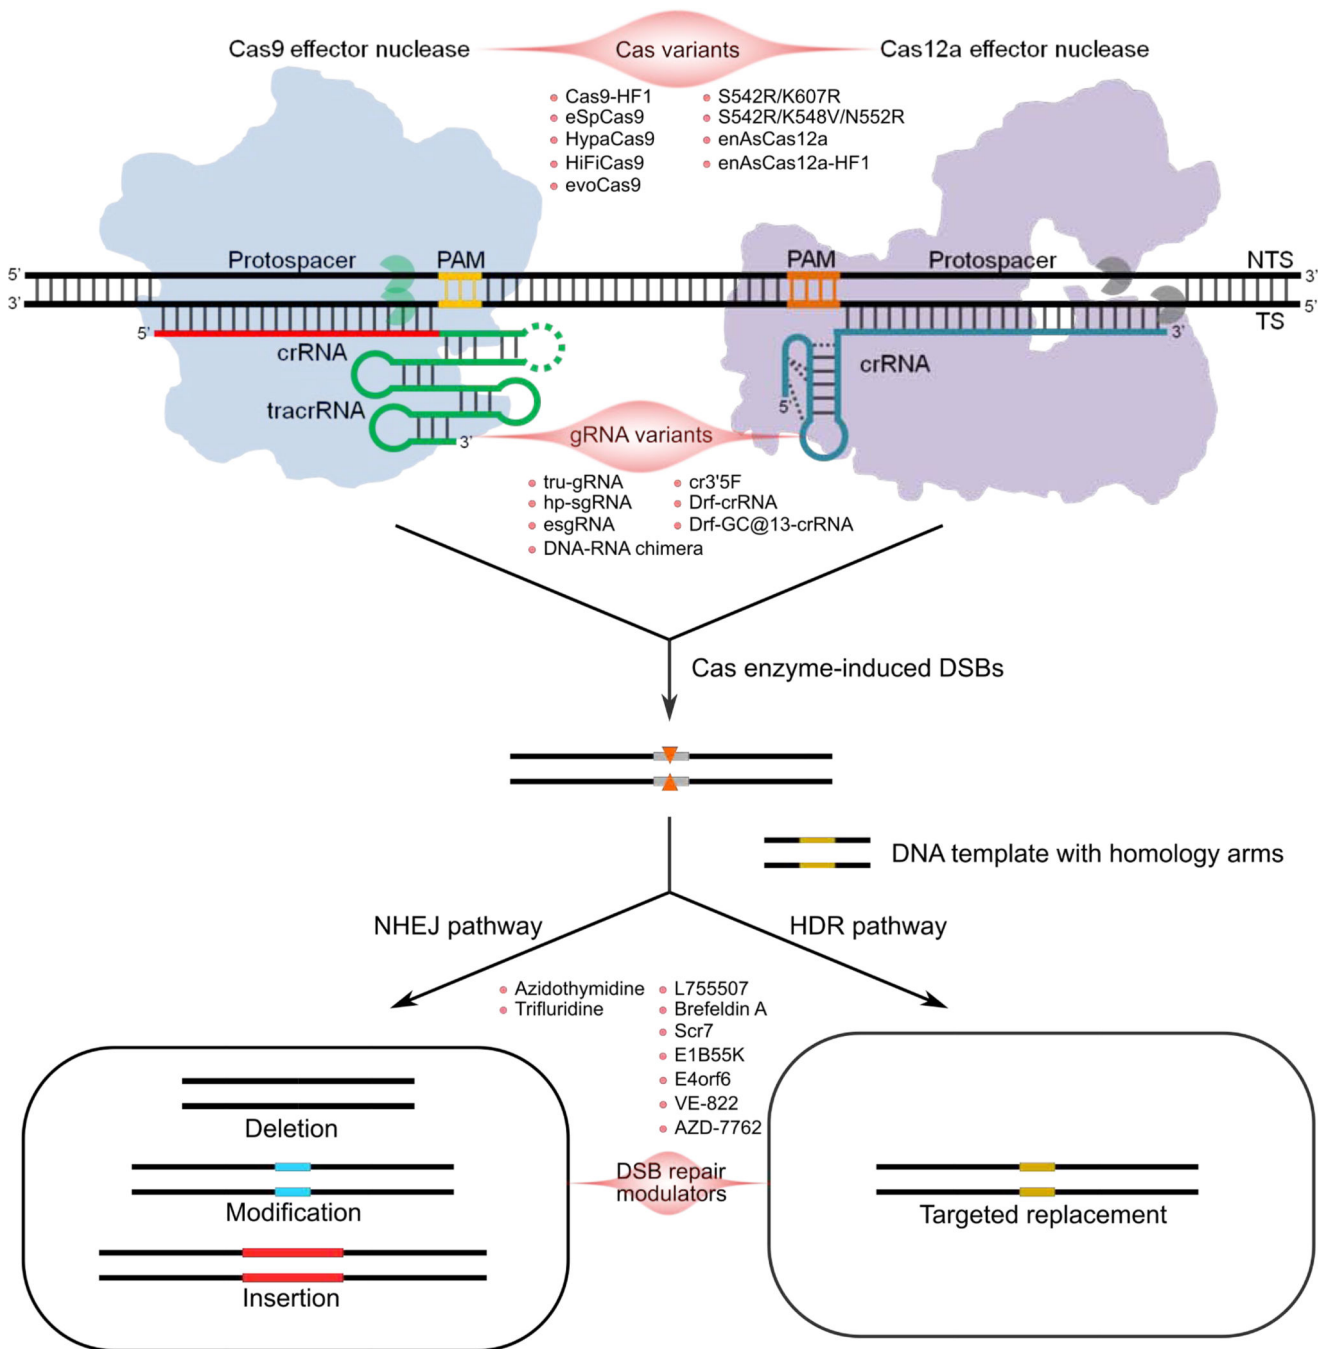 Cas9 effector nuclease
Cas variants
Cas12a effector nuclease
Cas9-HF1
eSpCas9
HypaCas9
HiFiCas9
evoCas9
S542R/K607R
S542R/K548V/N552R
enAsCas12a
enAsCas12a-HF1
Protospacer
PAM
PAM
Protospacer
NTS
5’
3’
3’
5’
TS
5’
crRNA
tracrRNA
3’
crRNA
3’
5’
gRNA variants
tru-gRNA
hp-sgRNA
esgRNA
DNA-RNA chimera
cr3'5F
Drf-crRNA
Drf-GC@13-crRNA
Cas enzyme-induced DSBs
DNA template with homology arms
NHEJ pathway
HDR pathway
Azidothymidine
Trifluridine
L755507
Brefeldin A
Scr7
E1B55K
E4orf6
VE-822
AZD-7762
DSB repair
modulators
Deletion
Modification
Insertion
Targeted replacement